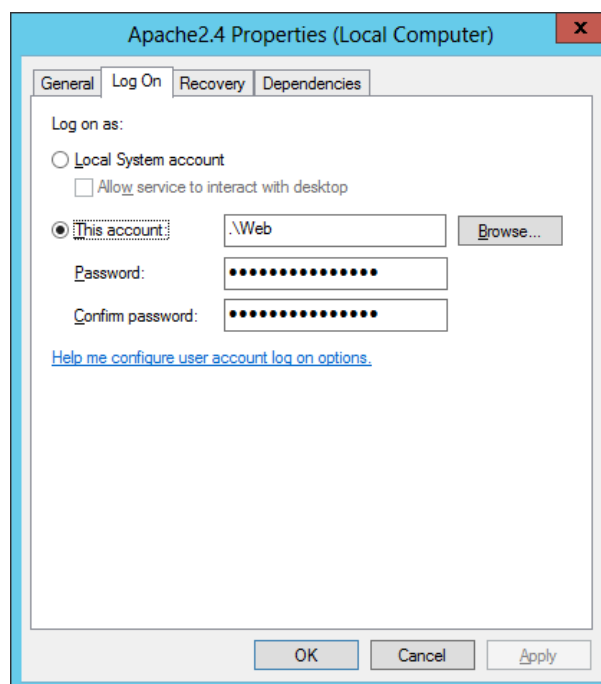 Apache2.4 Properties (Local Computer)
x
General Log On Recovery Dependencies
Log on as:
Local System account
Allow service to interact with desktop
This account: .\Web Browse...
Password: •••••••••••••••
Confirm password: •••••••••••••••
Help me configure user account log on options.
OK Cancel Apply